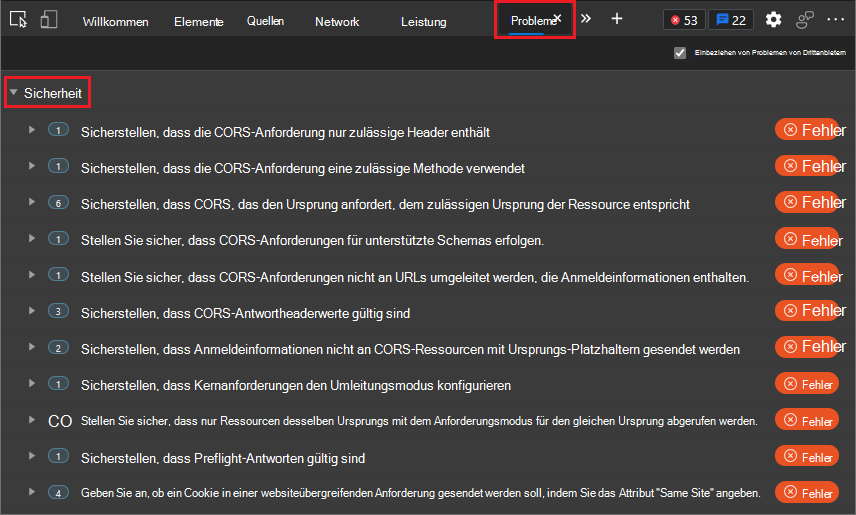 Willkommen Elemente Quellen Network Leistung Probleme 53 22
Einbeziehen von Problemen von Drittanbietern
Sicherheit
1 Sicherstellen, dass die CORS-Anforderung nur zulässige Header enthält Fehler
1 Sicherstellen, dass die CORS-Anforderung eine zulässige Methode verwendet Fehler
6 Sicherstellen, dass CORS, das den Ursprung anfordert, dem zulässigen Ursprung der Ressource entspricht Fehler
1 Stellen Sie sicher, dass CORS-Anforderungen für unterstützte Schemas erfolgen. Fehler
1 Stellen Sie sicher, dass CORS-Anforderungen nicht an URLs umgeleitet werden, die Anmeldeinformationen enthalten. Fehler
3 Sicherstellen, dass CORS-Antwortheaderwerte gültig sind Fehler
2 Sicherstellen, dass Anmeldeinformationen nicht an CORS-Ressourcen mit Ursprungs-Platzhaltern gesendet werden Fehler
1 Sicherstellen, dass Kernanforderungen den Umleitungsmodus konfigurieren Fehler
CO Stellen Sie sicher, dass nur Ressourcen desselben Ursprungs mit dem Anforderungsmodus für den gleichen Ursprung abgerufen werden. Fehler
1 Sicherstellen, dass Preflight-Antworten gültig sind Fehler
4 Geben Sie an, ob ein Cookie in einer websiteübergreifenden Anforderung gesendet werden soll, indem Sie das Attribut "Same Site" angeben. Fehler